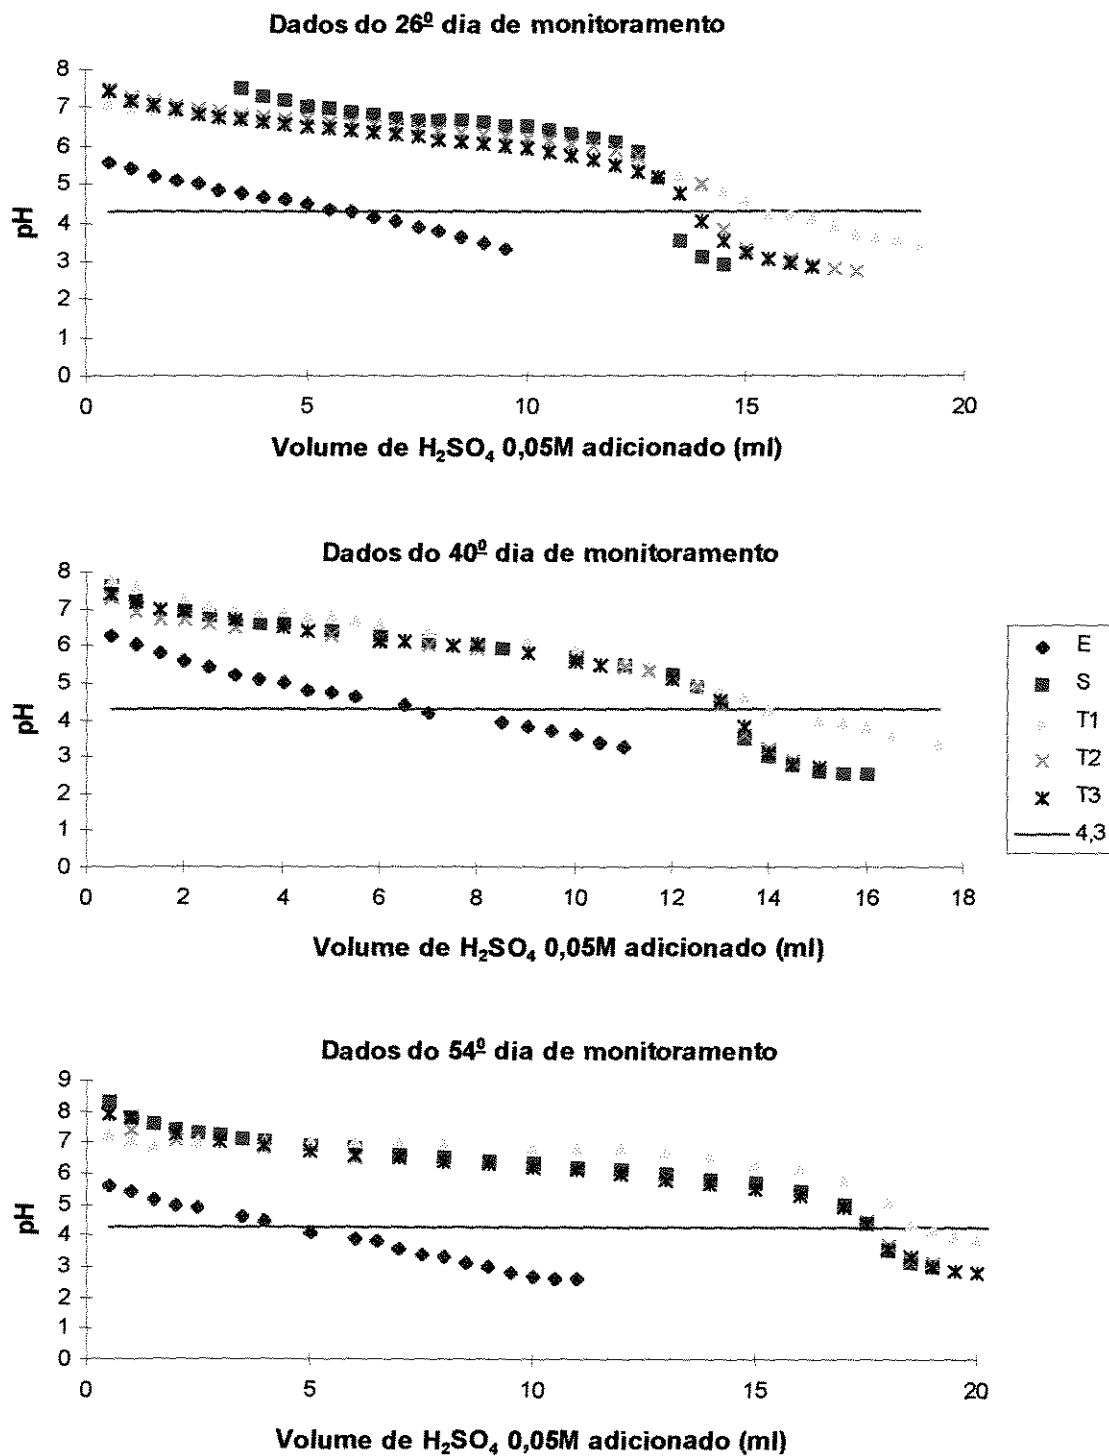 Dados do 26º dia de monitoramento
8
7
6
5
4
3
2
1
0
pH
0 5 10 15 20
Volume de H₂SO₄ 0,05M adicionado (ml)
Dados do 40º dia de monitoramento
8
7
6
5
4
3
2
1
0
pH
0 2 4 6 8 10 12 14 16 18
Volume de H₂SO₄ 0,05M adicionado (ml)
E
S
T1
T2
T3
4,3
Dados do 54º dia de monitoramento
9
8
7
6
5
4
3
2
1
0
pH
0 5 10 15 20
Volume de H₂SO₄ 0,05M adicionado (ml)